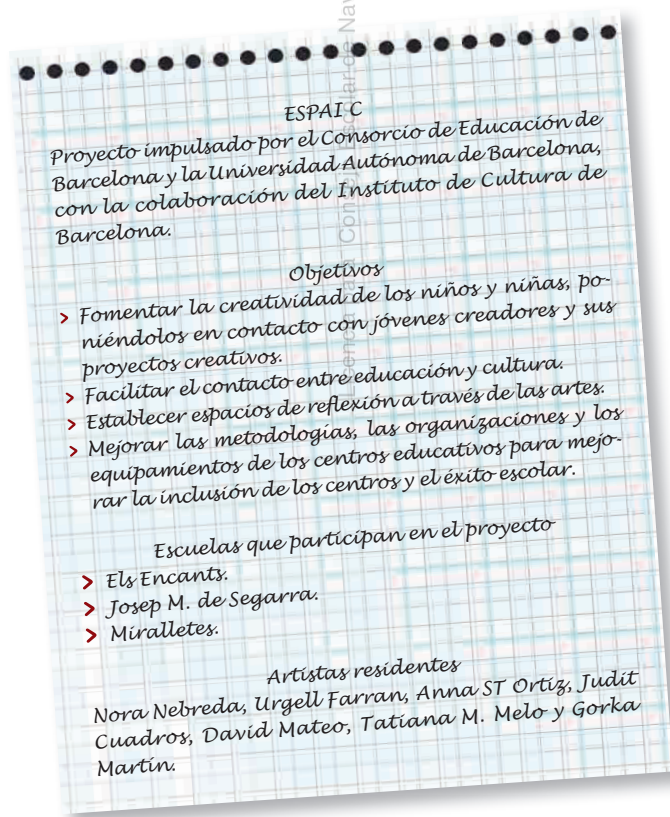 ESPAI C
Proyecto impulsado por el Consorcio de Educación de
Barcelona y la Universidad Autónoma de Barcelona,
con la colaboración del Instituto de Cultura de
Barcelona.
Objetivos
> Fomentar la creatividad de los niños y niñas, po-
niéndolos en contacto con jóvenes creadores y sus
proyectos creativos.
> Facilitar el contacto entre educación y cultura.
> Establecer espacios de reflexión a través de las artes.
> Mejorar las metodologías, las organizaciones y los
equipamientos de los centros educativos para mejo-
rar la inclusión de los centros y el éxito escolar.
Escuelas que participan en el proyecto
> Els Encants.
> Josep M. de Segarra.
> Miralletes.
Artistas residentes
Nora Nebreda, Urgell Farran, Anna ST Ortiz, Judit
Cuadros, David Mateo, Tatiana M. Melo y Gorka
Martín.